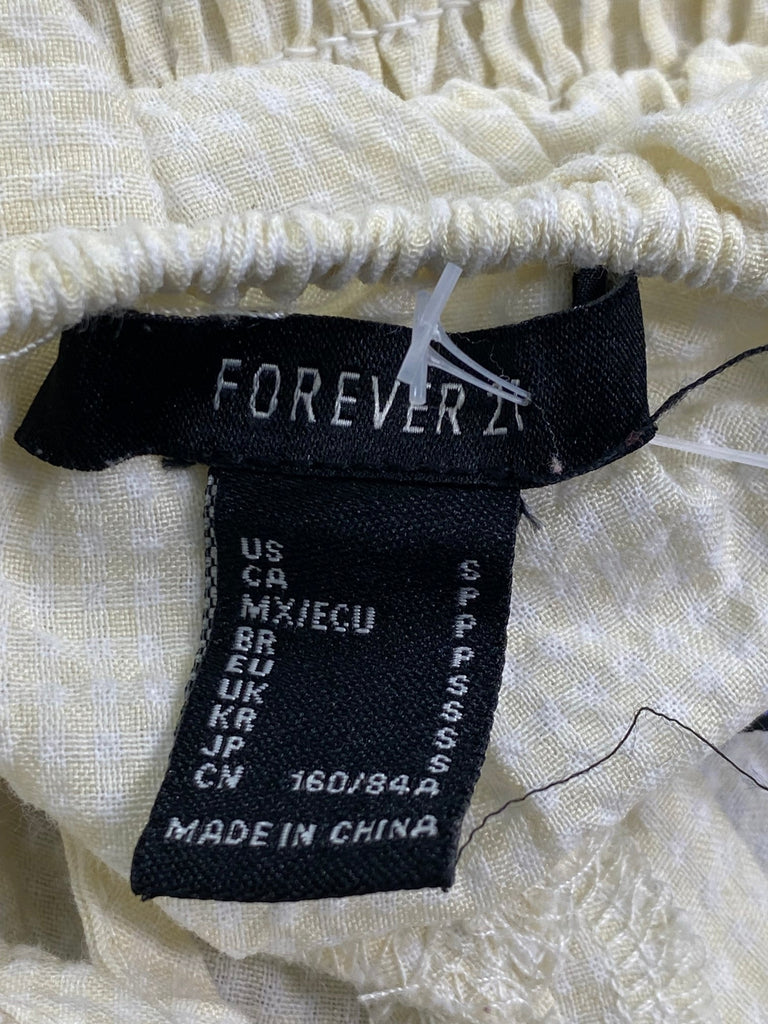 FOREVER 21
US S
CA P
MX/ECU P
BR P
EU S
UK S
KR S
JP S
CN 160/84A
MADE IN CHINA